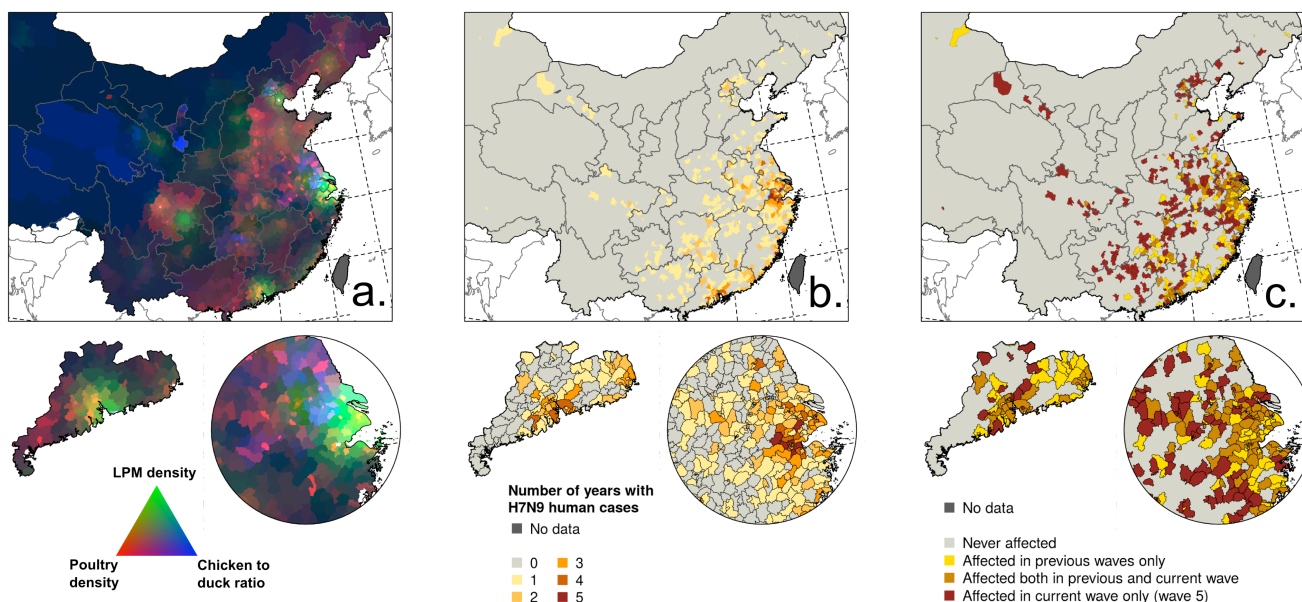 a.
b.
c.
LPM density
Poultry
density
Chicken to
duck ratio
Number of years with
H7N9 human cases
No data
0
1
2
3
4
5
No data
Never affected
Affected in previous waves only
Affected both in previous and current wave
Affected in current wave only (wave 5)